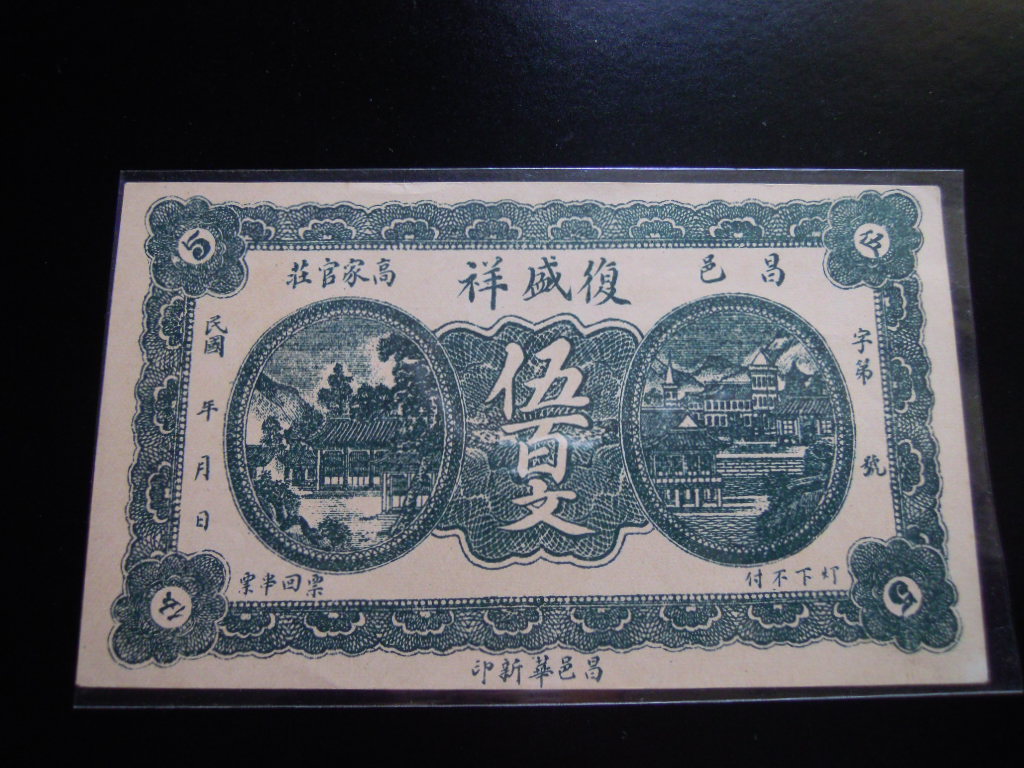 昌邑
復盛祥
高家官莊
字第
號
伍百文
民國
年
月
日
灯下不付
票回串票
昌邑華新印